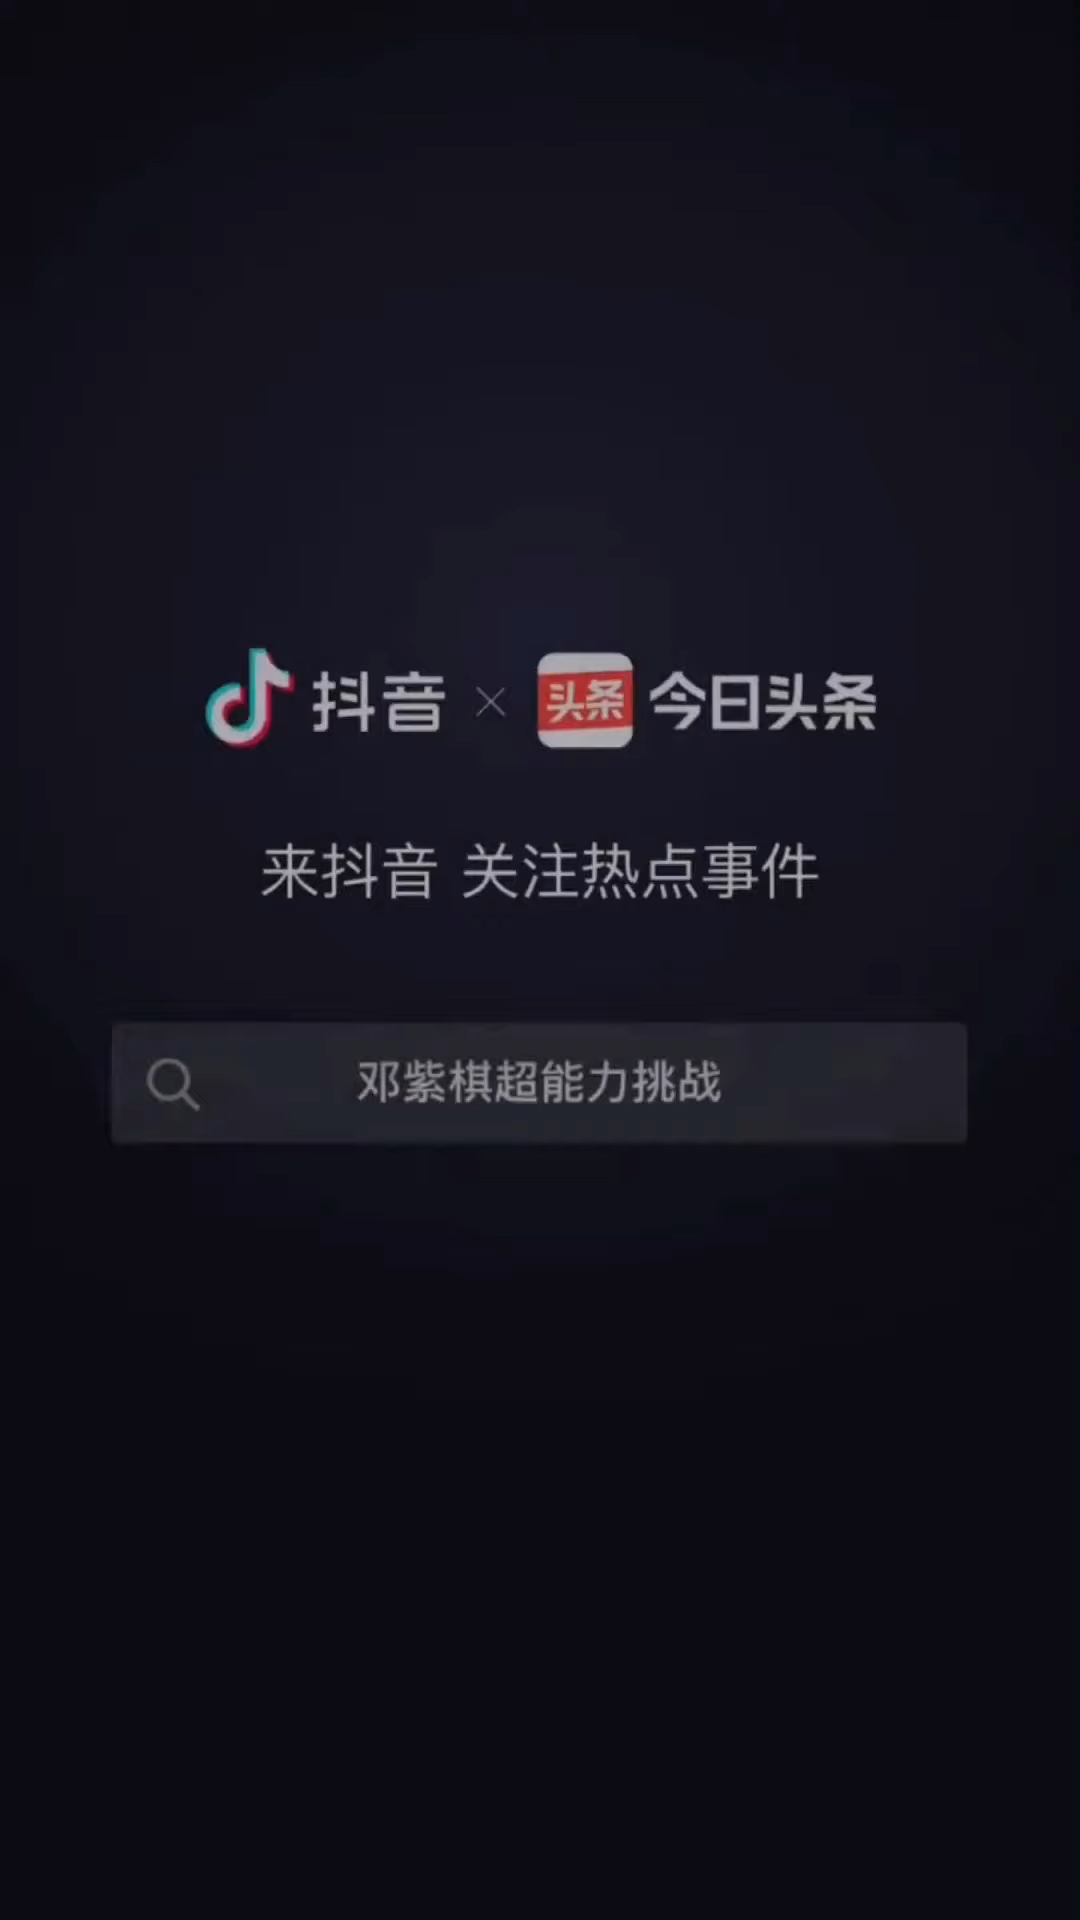 抖音 × 头条 今日头条
来抖音 关注热点事件
邓紫棋超能力挑战